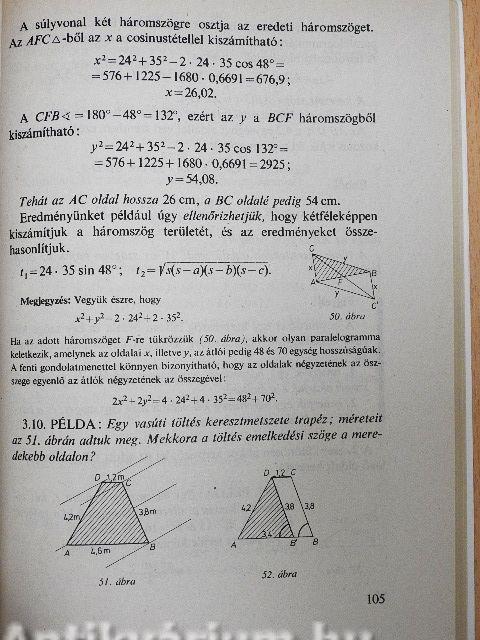 A súlyvonal két háromszögre osztja az eredeti háromszöget.
Az AFC△-ből az x a cosinustétellel kiszámítható:
x²=24²+35²−2·24·35 cos 48°=
=576+1225−1680·0,6691=676,9;
x=26,02.
A CFB∢=180°−48°=132°, ezért az y a BCF háromszögből
kiszámítható:
y²=24²+35²−2·24·35 cos 132°=
=576+1225+1680·0,6691=2925;
y=54,08.
Tehát az AC oldal hossza 26 cm, a BC oldalé pedig 54 cm.
Eredményünket például úgy ellenőrizhetjük, hogy kétféleképpen
kiszámítjuk a háromszög területét, és az eredményeket össze-
hasonlítjuk.
t₁=24·35 sin 48°; t₂=√s(s−a)(s−b)(s−c).
C
x
y
B
A
F
x
y
C'
50. ábra
Megjegyzés: Vegyük észre, hogy
x²+y²=2·24²+2·35².
Ha az adott háromszöget F-re tükrözzük (50. ábra), akkor olyan paralelogramma
keletkezik, amelynek az oldalai x, illetve y, az átlói pedig 48 és 70 egység hosszúságúak.
A fenti gondolatmenettel könnyen bizonyítható, hogy az oldalak négyzetének az ösz-
szege egyenlő az átlók négyzetének az összegével:
2x²+2y²=4·24²+4·35²=48²+70².
3.10. PÉLDA: Egy vasúti töltés keresztmetszete trapéz; méreteit
az 51. ábrán adtuk meg. Mekkora a töltés emelkedési szöge a mere-
dekebb oldalon?
D 1,2m C
4,2m
3,8m
A 4,6m B
51. ábra
D 1,2 C
4,2 3,8 3,8
A 3,4 B' B
52. ábra
105
Antikvárium.hu